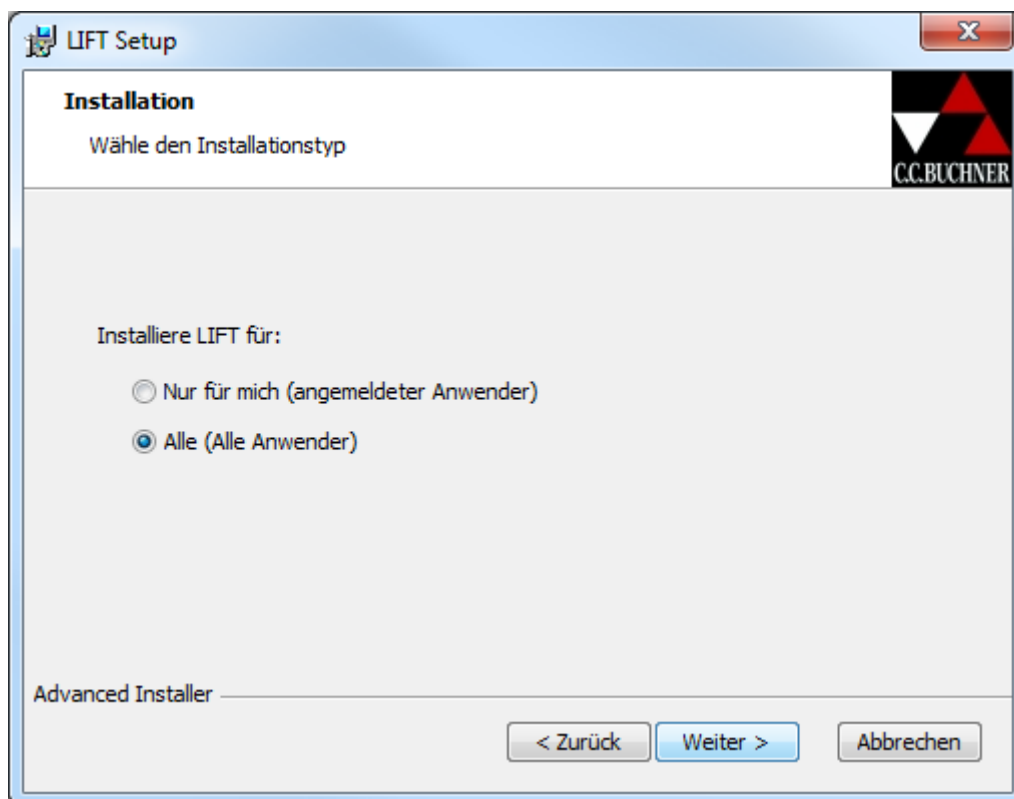 LIFT Setup
Installation
Wähle den Installationstyp
C.C.BUCHNER
Installiere LIFT für:
Nur für mich (angemeldeter Anwender)
Alle (Alle Anwender)
Advanced Installer
< Zurück
Weiter >
Abbrechen